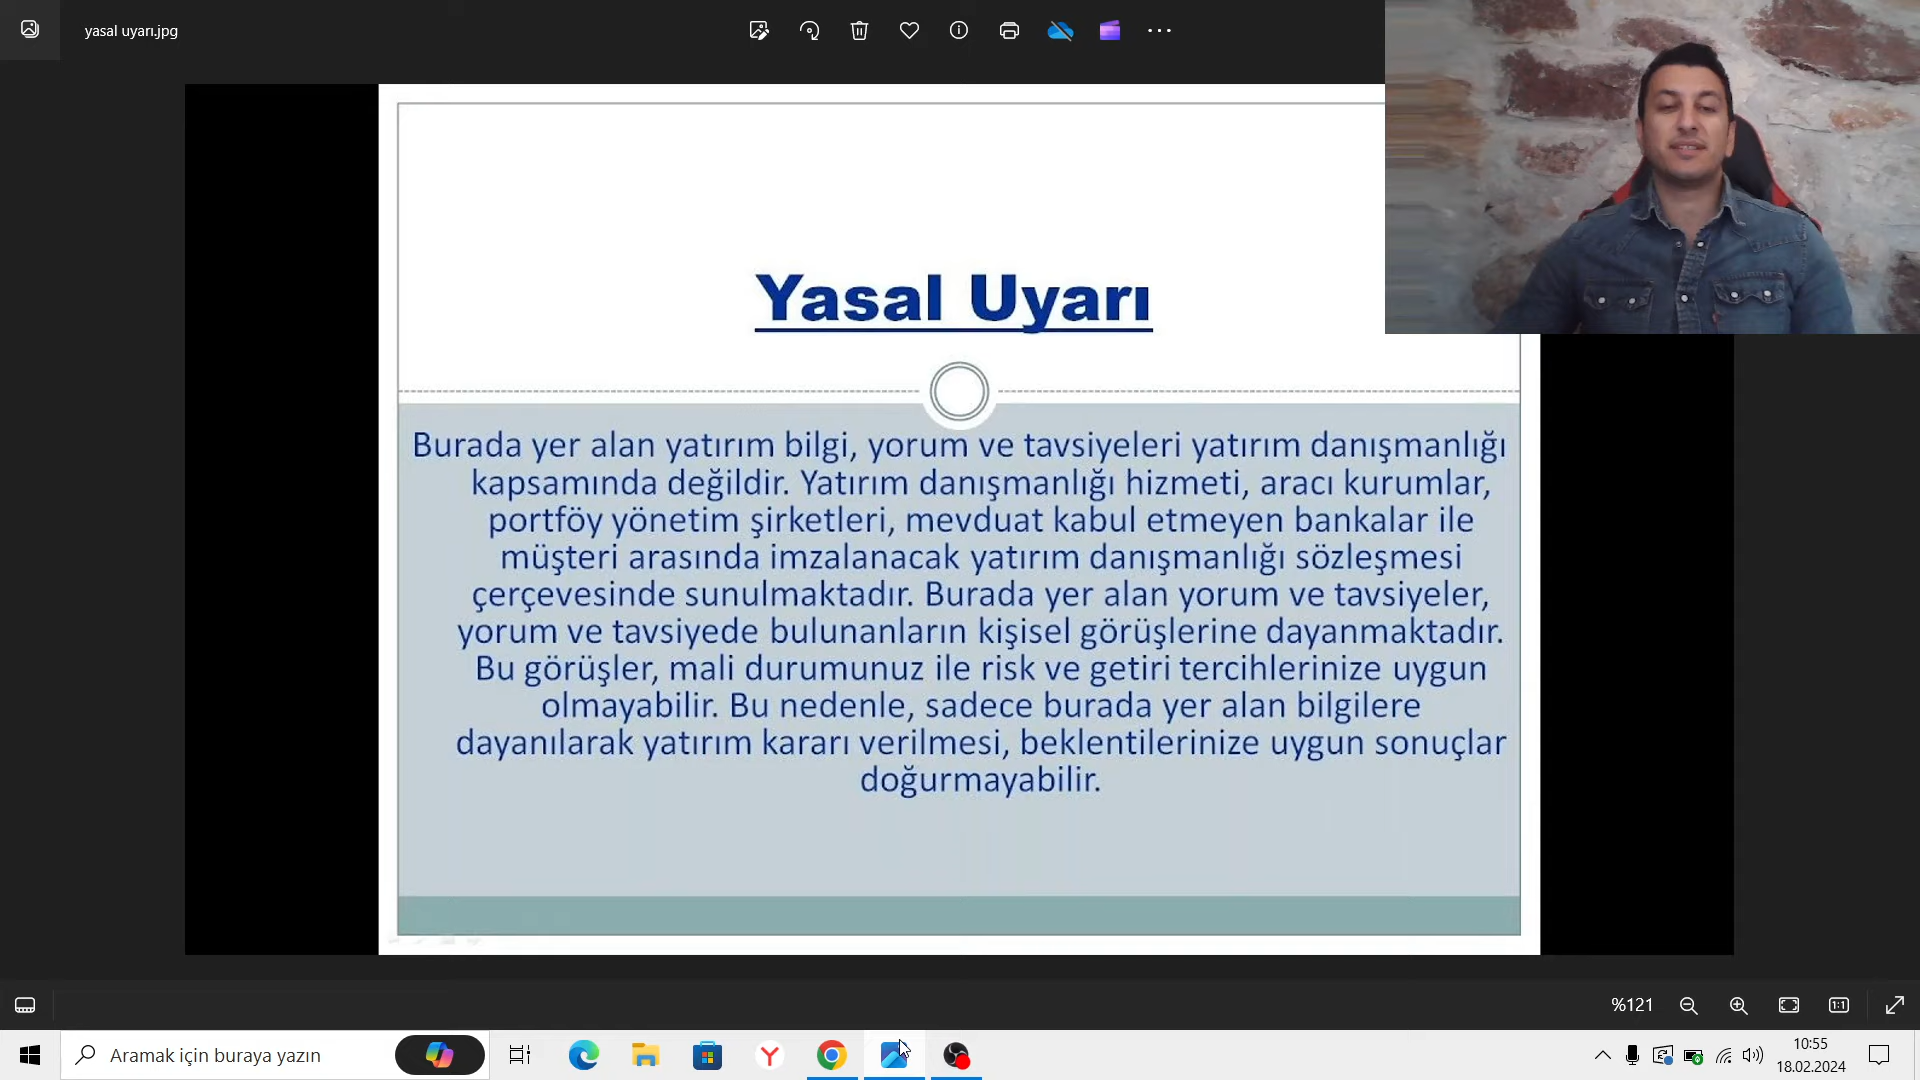 yasal uyarı.jpg
Yasal Uyarı
Burada yer alan yatırım bilgi, yorum ve tavsiyeleri yatırım danışmanlığı
kapsamında değildir. Yatırım danışmanlığı hizmeti, aracı kurumlar,
portföy yönetim şirketleri, mevduat kabul etmeyen bankalar ile
müşteri arasında imzalanacak yatırım danışmanlığı sözleşmesi
çerçevesinde sunulmaktadır. Burada yer alan yorum ve tavsiyeler,
yorum ve tavsiyede bulunanların kişisel görüşlerine dayanmaktadır.
Bu görüşler, mali durumunuz ile risk ve getiri tercihlerinize uygun
olmayabilir. Bu nedenle, sadece burada yer alan bilgilere
dayanılarak yatırım kararı verilmesi, beklentilerinize uygun sonuçlar
doğurmayabilir.
%121
1:1
Aramak için buraya yazın
10:55
18.02.2024